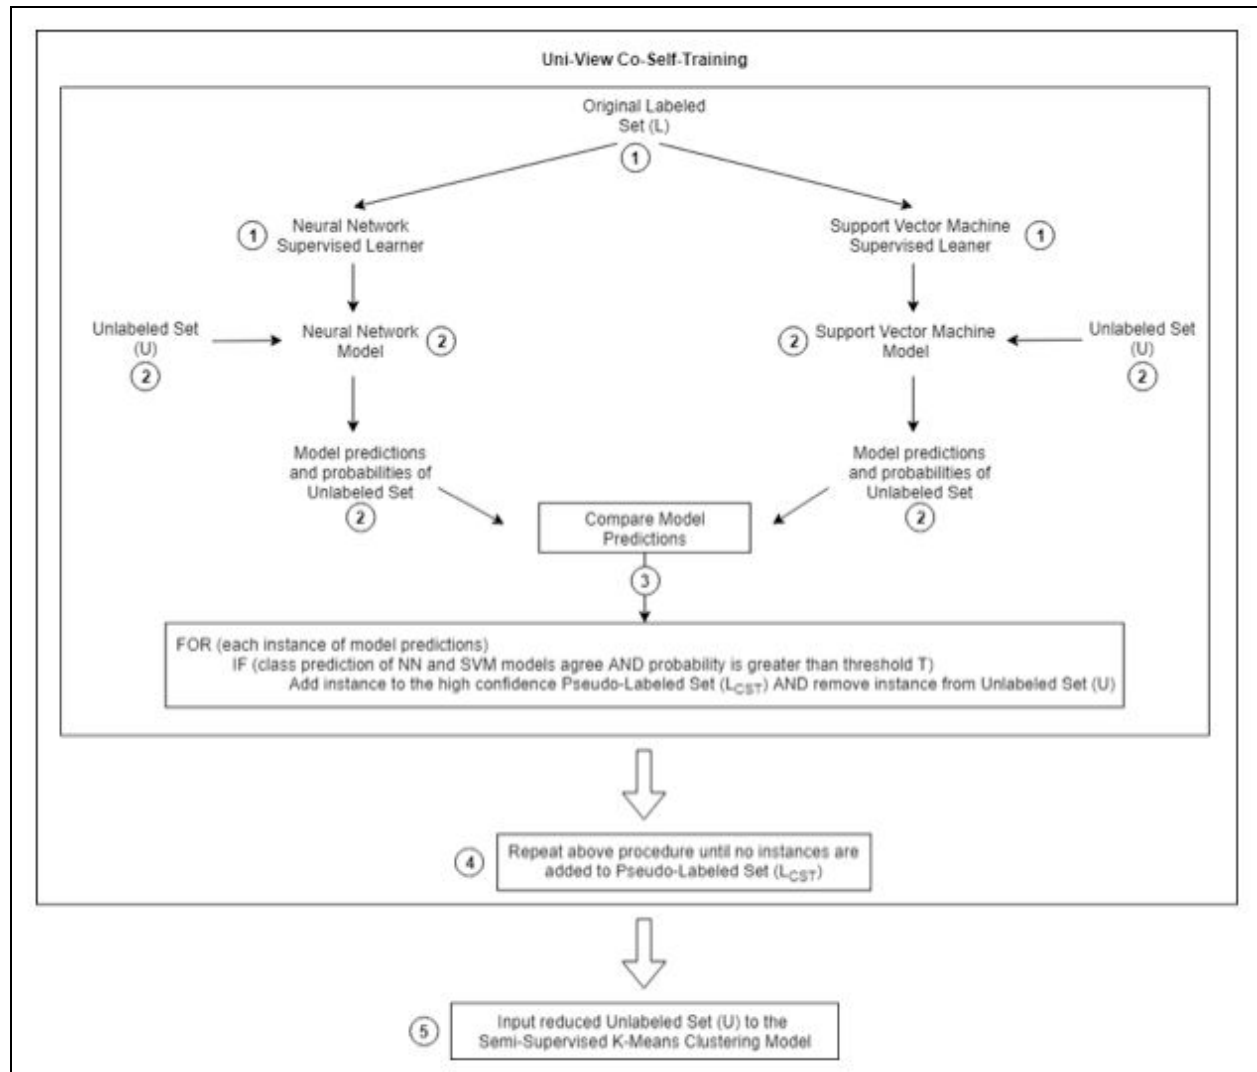 Uni-View Co-Self-Training
Original Labeled
Set (L)
1
1
Neural Network
Supervised Learner
Support Vector Machine
Supervised Leaner
1
Unlabeled Set
(U)
2
Neural Network
Model
2
2
Support Vector Machine
Model
Unlabeled Set
(U)
2
Model predictions
and probabilities of
Unlabeled Set
2
Model predictions
and probabilities of
Unlabeled Set
2
Compare Model
Predictions
3
FOR (each instance of model predictions)
IF (class prediction of NN and SVM models agree AND probability is greater than threshold T)
Add instance to the high confidence Pseudo-Labeled Set (LCST) AND remove instance from Unlabeled Set (U)
4
Repeat above procedure until no instances are
added to Pseudo-Labeled Set (LCST)
5
Input reduced Unlabeled Set (U) to the
Semi-Supervised K-Means Clustering Model